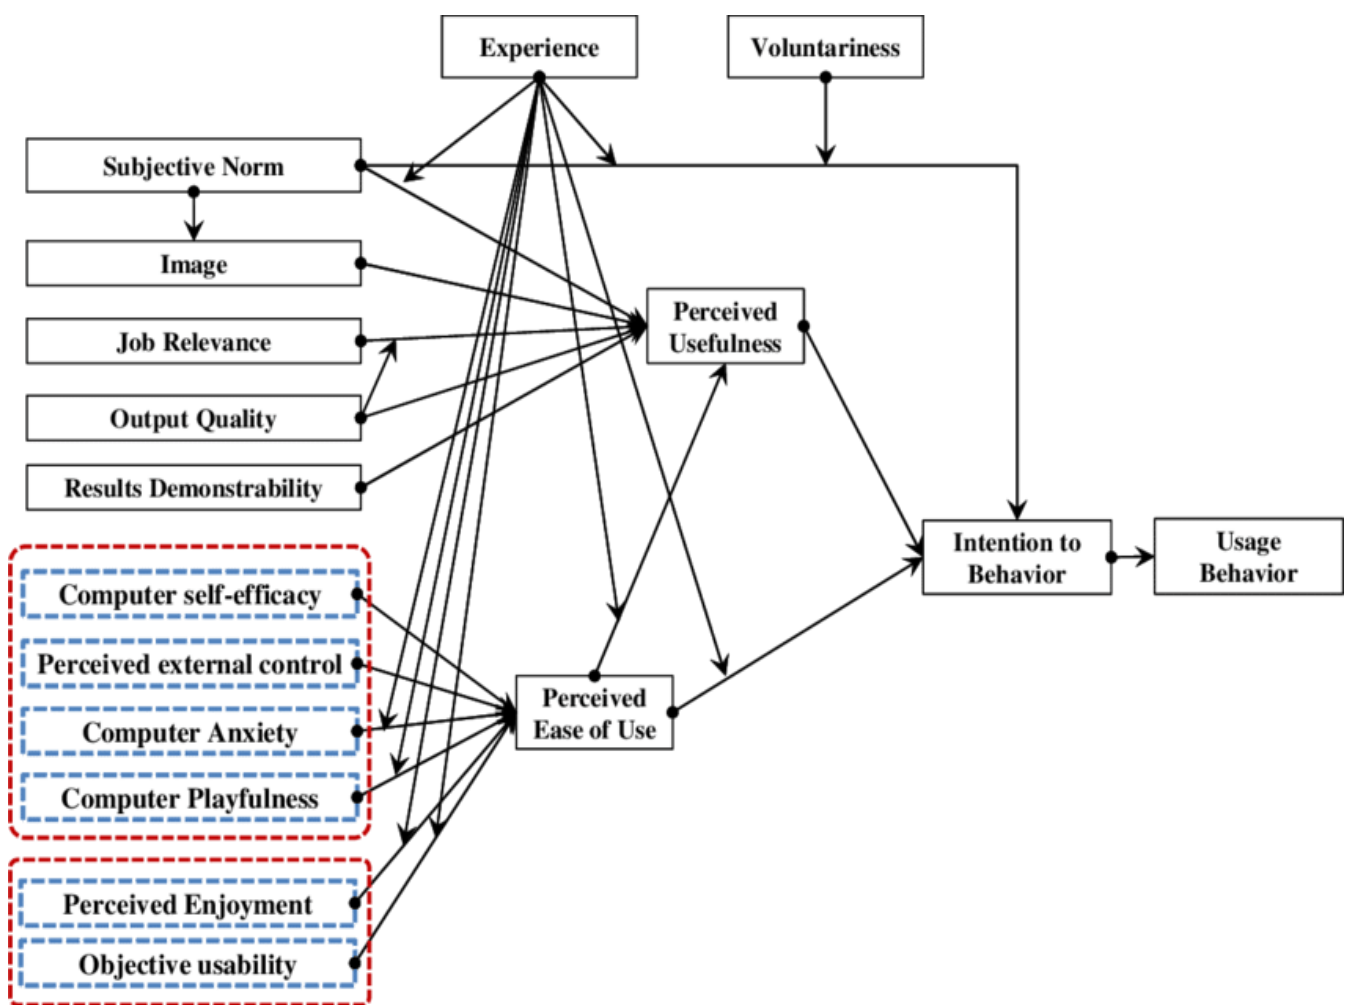 Experience
Voluntariness
Subjective Norm
Image
Job Relevance
Output Quality
Results Demonstrability
Perceived
Usefulness
Computer self-efficacy
Perceived external control
Computer Anxiety
Computer Playfulness
Perceived Enjoyment
Objective usability
Perceived
Ease of Use
Intention to
Behavior
Usage
Behavior